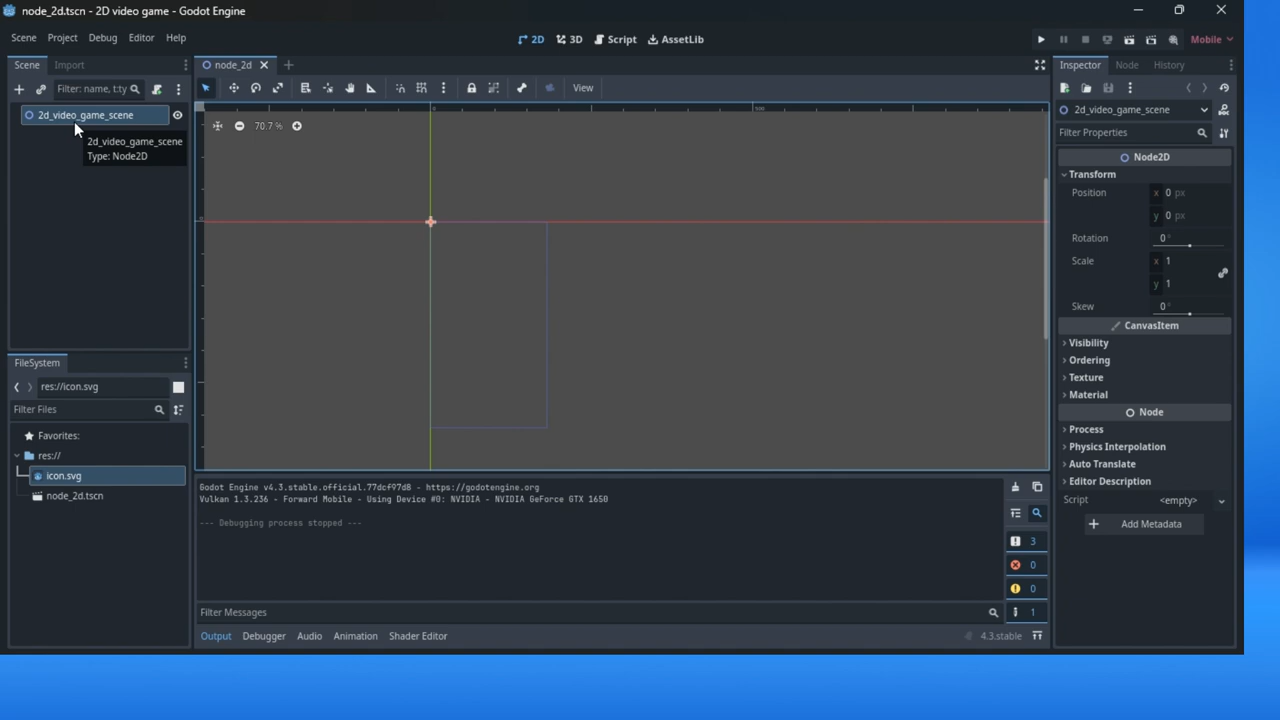 node_2d.tscn - 2D video game - Godot Engine
Scene Project Debug Editor Help
2D 3D Script AssetLib
Mobile
Scene Import
node_2d
Inspector Node History
Filter: name, t:ty
View
2d_video_game_scene
2d_video_game_scene
Type: Node2D
0
500
70.7 %
0
2d_video_game_scene
Filter Properties
Node2D
Transform
Position x 0 px
y 0 px
Rotation 0 °
Scale x 1
y 1
Skew 0 °
CanvasItem
Visibility
Ordering
Texture
Material
Node
Process
Physics Interpolation
Auto Translate
Editor Description
Script <empty>
Add Metadata
FileSystem
res://icon.svg
Filter Files
Favorites:
res://
icon.svg
node_2d.tscn
Godot Engine v4.3.stable.official.77dcf97d8 - https://godotengine.org
Vulkan 1.3.236 - Forward Mobile - Using Device #0: NVIDIA - NVIDIA GeForce GTX 1650
--- Debugging process stopped ---
3
0
0
1
Filter Messages
Output Debugger Audio Animation Shader Editor
4.3.stable